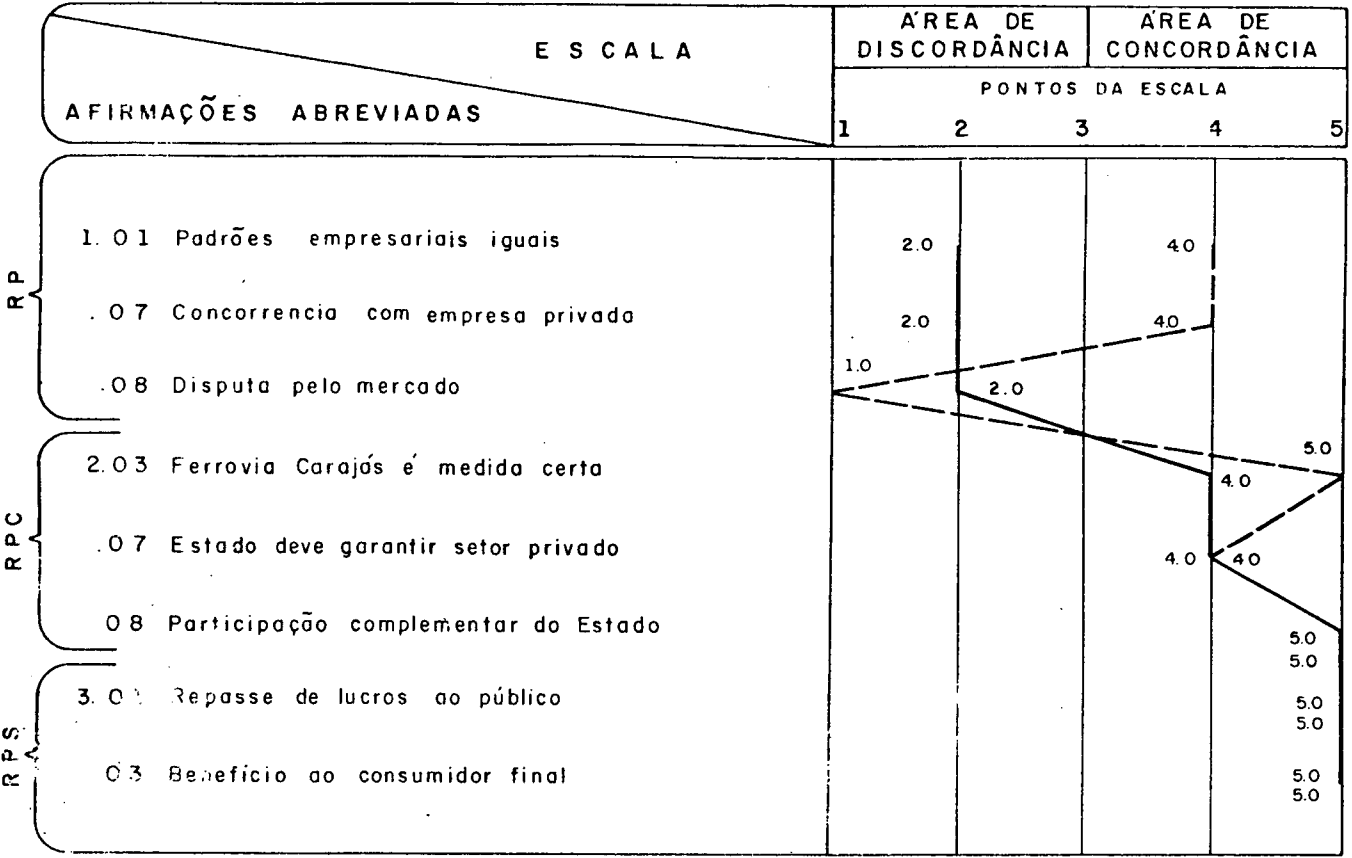 ESCALA
AFIRMAÇÕES ABREVIADAS
ÁREA DE DISCORDÂNCIA
ÁREA DE CONCORDÂNCIA
PONTOS DA ESCALA
1 2 3 4 5
RP
1.01 Padrões empresariais iguais 2.0 4.0
.07 Concorrencia com empresa privada 2.0 4.0
.08 Disputa pelo mercado 1.0 2.0
RPC
2.03 Ferrovia Carajás é medida certa 4.0 5.0
.07 Estado deve garantir setor privado 4.0 4.0
08 Participação complementar do Estado 5.0
5.0
RPS
Repasse de lucros ao público 5.0
5.0
03 Benefício ao consumidor final 5.0
5.0